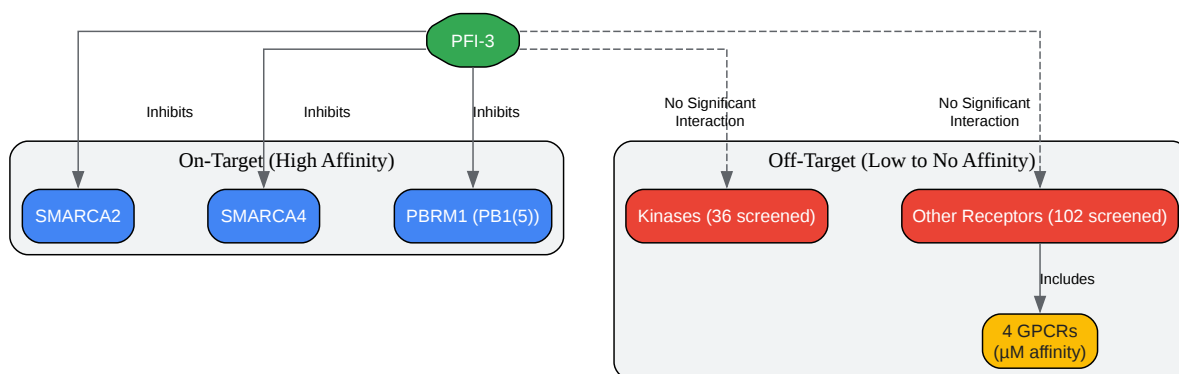 PFI-3
Inhibits
Inhibits
Inhibits
No Significant
Interaction
No Significant
Interaction
On-Target (High Affinity)
Off-Target (Low to No Affinity)
SMARCA2
SMARCA4
PBRM1 (PB1(5))
Kinases (36 screened)
Other Receptors (102 screened)
Includes
4 GPCRs
(µM affinity)